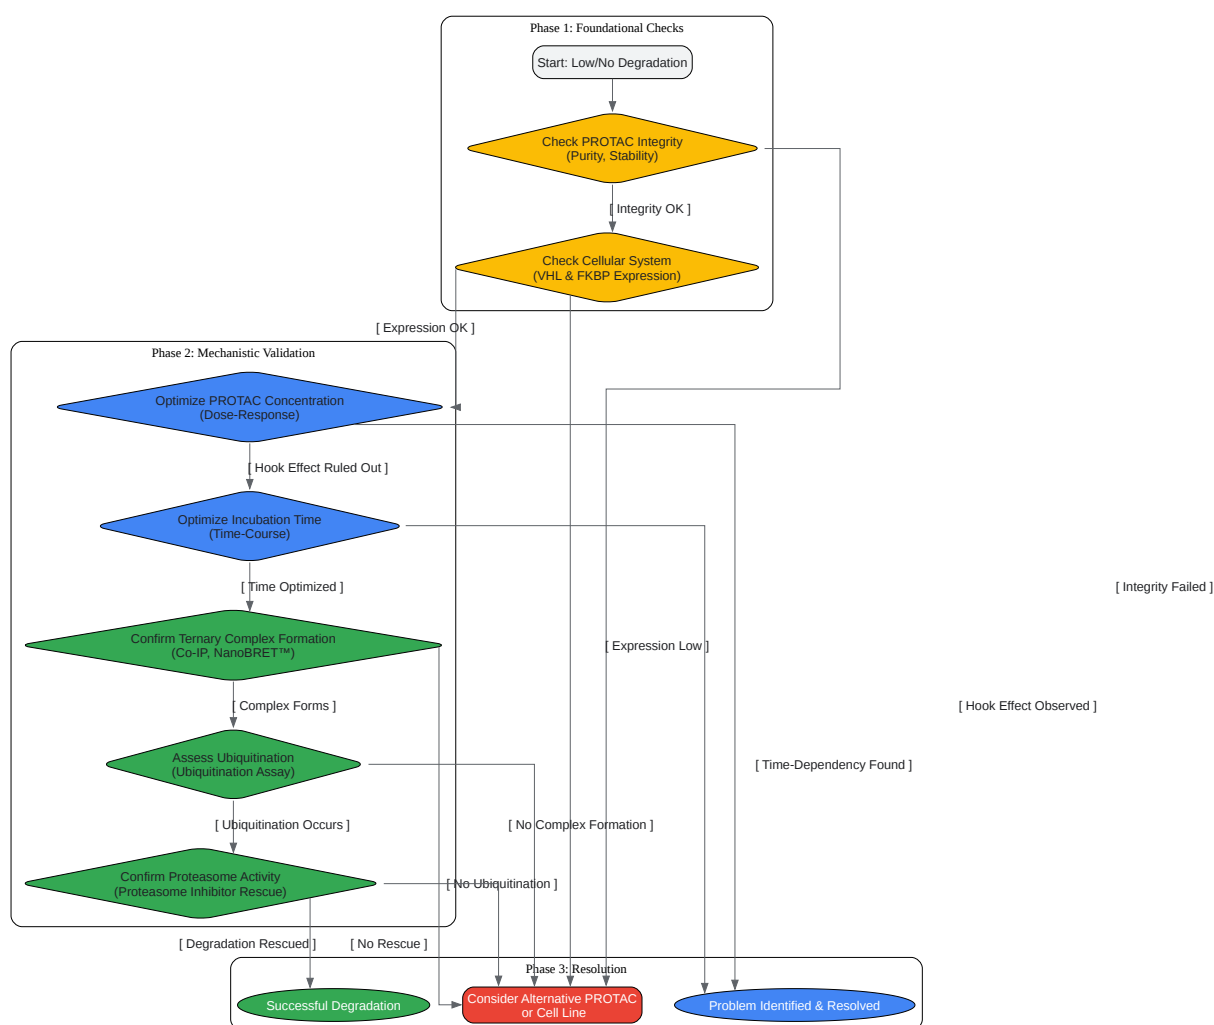 Phase 1: Foundational Checks
Start: Low/No Degradation
Check PROTAC Integrity
(Purity, Stability)
[ Integrity OK ]
Check Cellular System
(VHL & FKBP Expression)
[ Expression OK ]
Phase 2: Mechanistic Validation
Optimize PROTAC Concentration
(Dose-Response)
[ Hook Effect Ruled Out ]
Optimize Incubation Time
(Time-Course)
[ Time Optimized ]
[ Integrity Failed ]
Confirm Ternary Complex Formation
(Co-IP, NanoBRET™)
[ Expression Low ]
[ Complex Forms ]
[ Hook Effect Observed ]
Assess Ubiquitination
(Ubiquitination Assay)
[ Time-Dependency Found ]
[ Ubiquitination Occurs ]
[ No Complex Formation ]
Confirm Proteasome Activity
(Proteasome Inhibitor Rescue)
[ No Ubiquitination ]
[ Degradation Rescued ]
[ No Rescue ]
Phase 3: Resolution
Successful Degradation
Consider Alternative PROTAC
or Cell Line
Problem Identified & Resolved